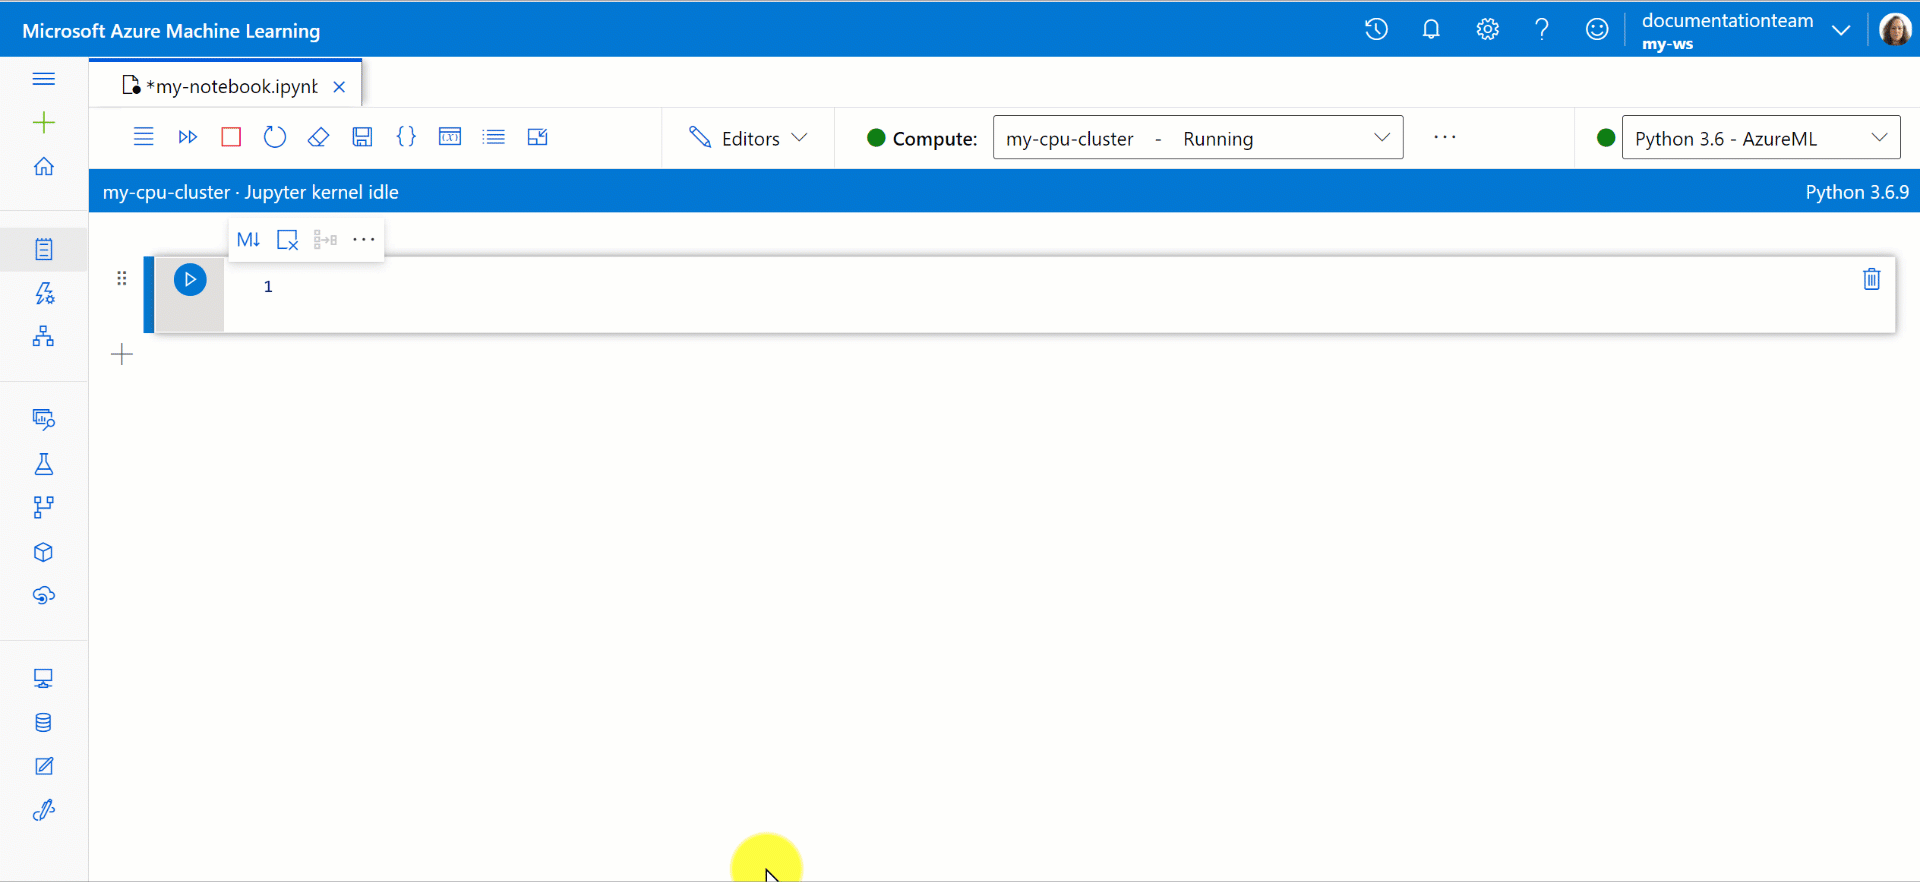 Microsoft Azure Machine Learning
documentationteam
my-ws
*my-notebook.ipynb
Editors
Compute:
my-cpu-cluster - Running
Python 3.6 - AzureML
my-cpu-cluster · Jupyter kernel idle
Python 3.6.9
M↓
1